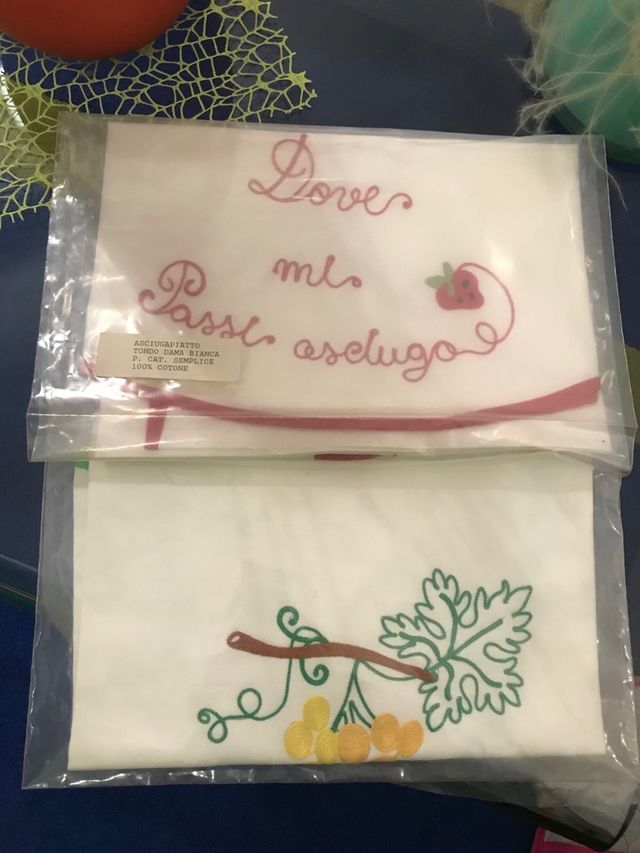 Dove
mi
Passi asciugo
ASCIUGAPIATTO
TONDO DAMA BIANCA
P. CAT. SEMPLICE
100% COTONE